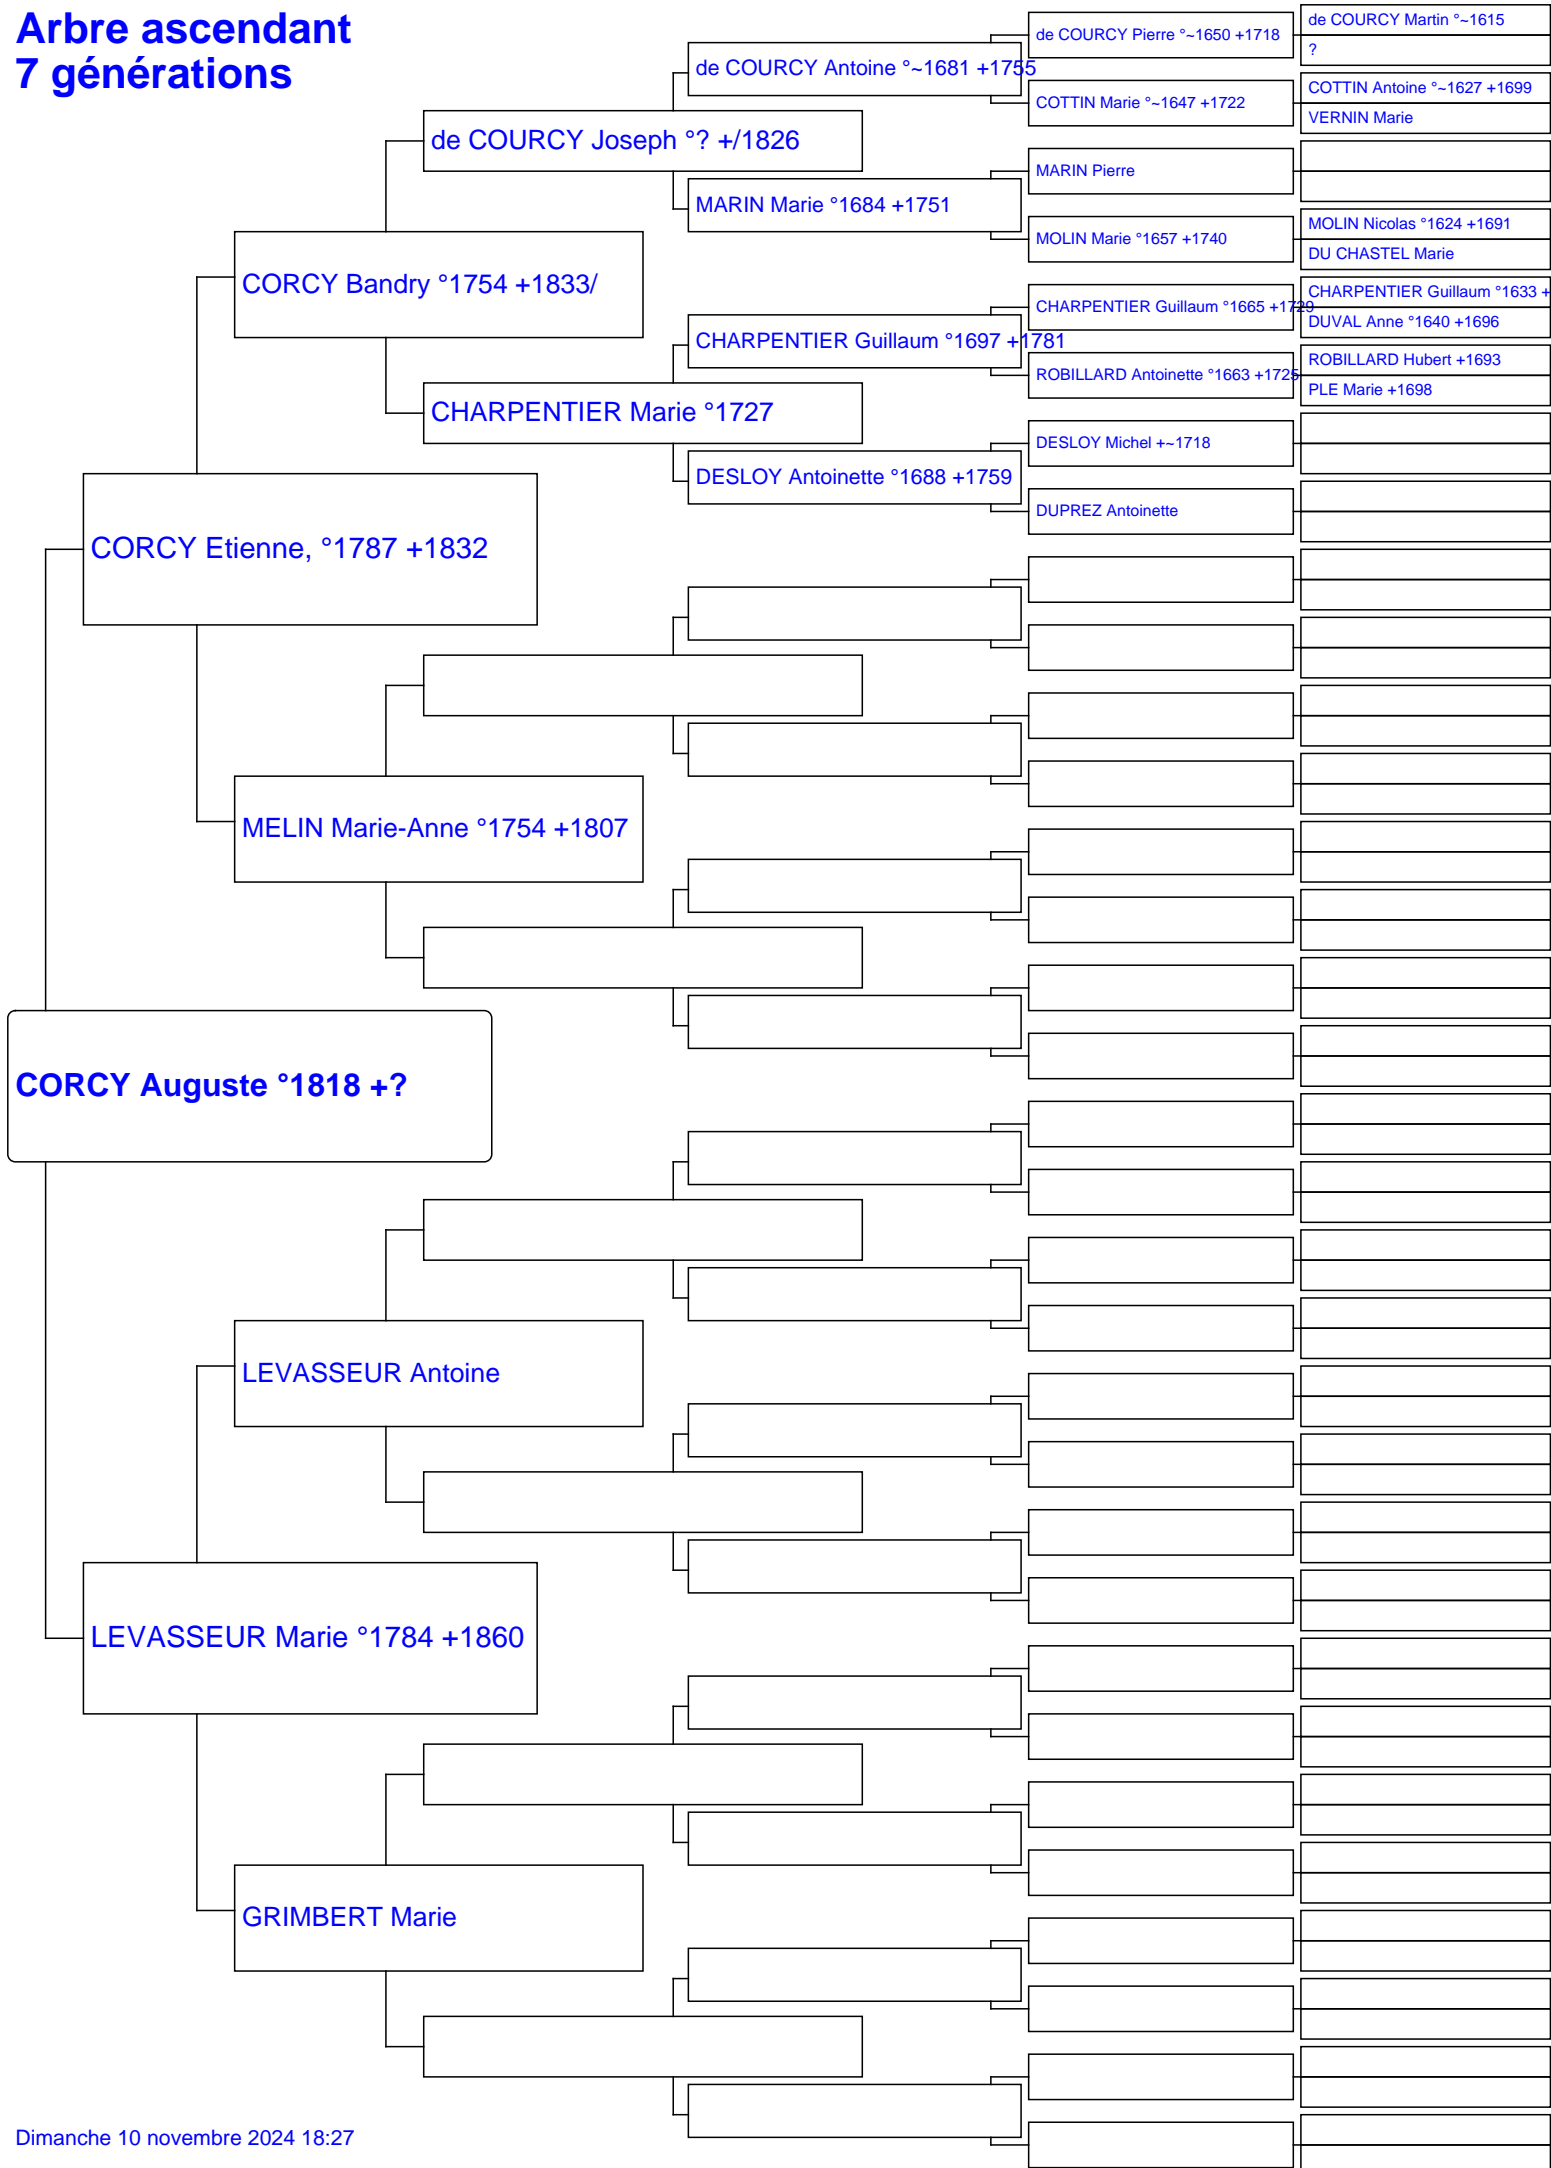 Arbre ascendant
7 générations
de COURCY Martin °~1615
de COURCY Pierre °~1650 +1718
?
de COURCY Antoine °~1681 +1755
COTTIN Antoine °~1627 +1699
COTTIN Marie °~1647 +1722
VERNIN Marie
de COURCY Joseph °? +/1826
MARIN Pierre
MARIN Marie °1684 +1751
MOLIN Nicolas °1624 +1691
MOLIN Marie °1657 +1740
DU CHASTEL Marie
CORCY Bandry °1754 +1833/
CHARPENTIER Guillaum °1633 +
CHARPENTIER Guillaum °1665 +1729
DUVAL Anne °1640 +1696
CHARPENTIER Guillaum °1697 +1781
ROBILLARD Hubert +1693
ROBILLARD Antoinette °1663 +1725
PLE Marie +1698
CHARPENTIER Marie °1727
DESLOY Michel +~1718
DESLOY Antoinette °1688 +1759
DUPREZ Antoinette
CORCY Etienne, °1787 +1832
MELIN Marie-Anne °1754 +1807
CORCY Auguste °1818 +?
LEVASSEUR Antoine
LEVASSEUR Marie °1784 +1860
GRIMBERT Marie
Dimanche 10 novembre 2024 18:27